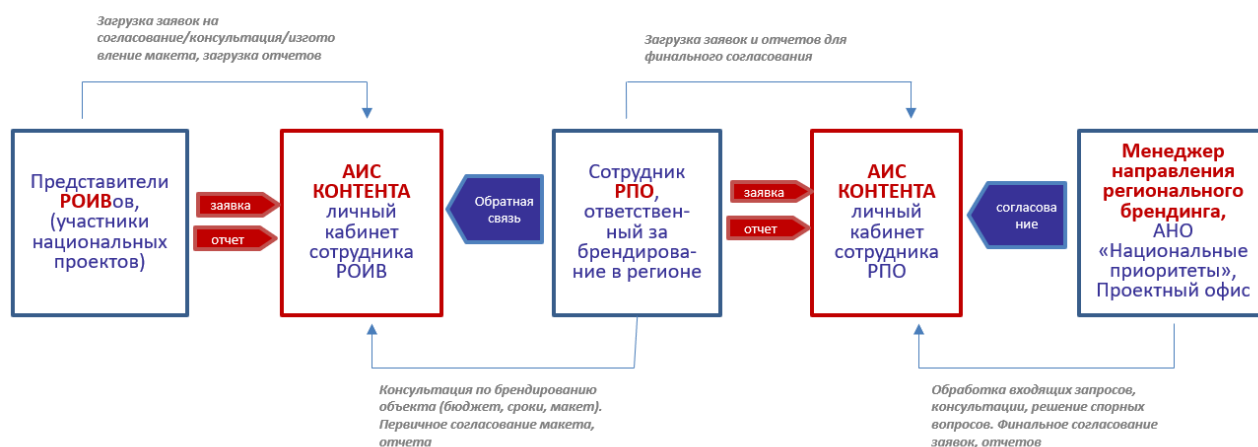 Загрузка заявок на
согласование/консультация/изгото
вление макета, загрузка отчетов
Загрузка заявок и отчетов для
финального согласования
Представители
РОИВов,
(участники
национальных
проектов)
заявка
отчет
АИС
КОНТЕНТА
личный
кабинет
сотрудника
РОИВ
Обратная
связь
Сотрудник
РПО,
ответствен-
ный за
брендирова-
ние в регионе
заявка
отчет
АИС
КОНТЕНТА
личный
кабинет
сотрудника
РПО
согласова
ние
Менеджер
направления
регионального
брендинга,
АНО
«Национальные
приоритеты»,
Проектный офис
Консультация по брендированию
объекта (бюджет, сроки, макет).
Первичное согласование макета,
отчета
Обработка входящих запросов,
консультации, решение спорных
вопросов. Финальное согласование
заявок, отчетов